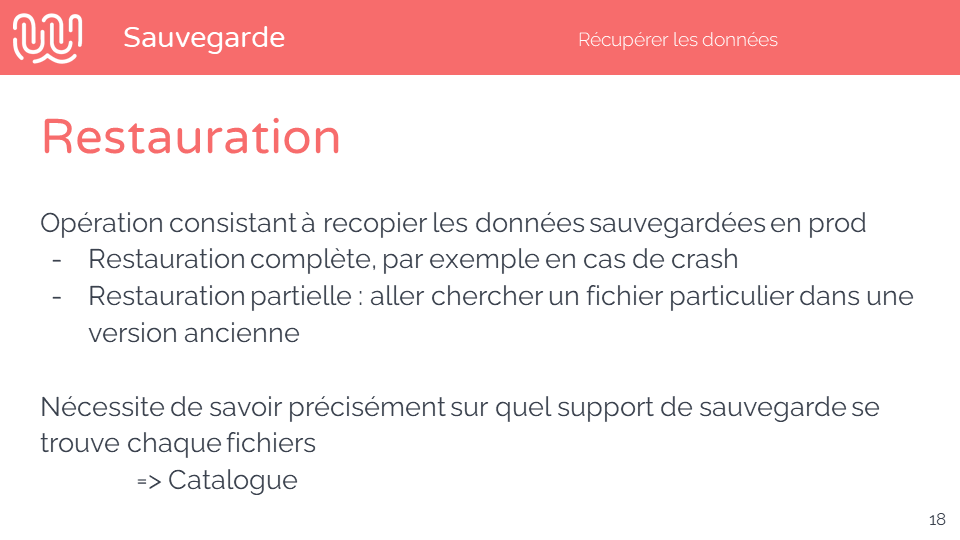 Sauvegarde
Récupérer les données
Restauration
Opération consistant à recopier les données sauvegardées en prod
- Restauration complète, par exemple en cas de crash
- Restauration partielle : aller chercher un fichier particulier dans une
version ancienne
Nécessite de savoir précisément sur quel support de sauvegarde se
trouve chaque fichiers
=> Catalogue
18